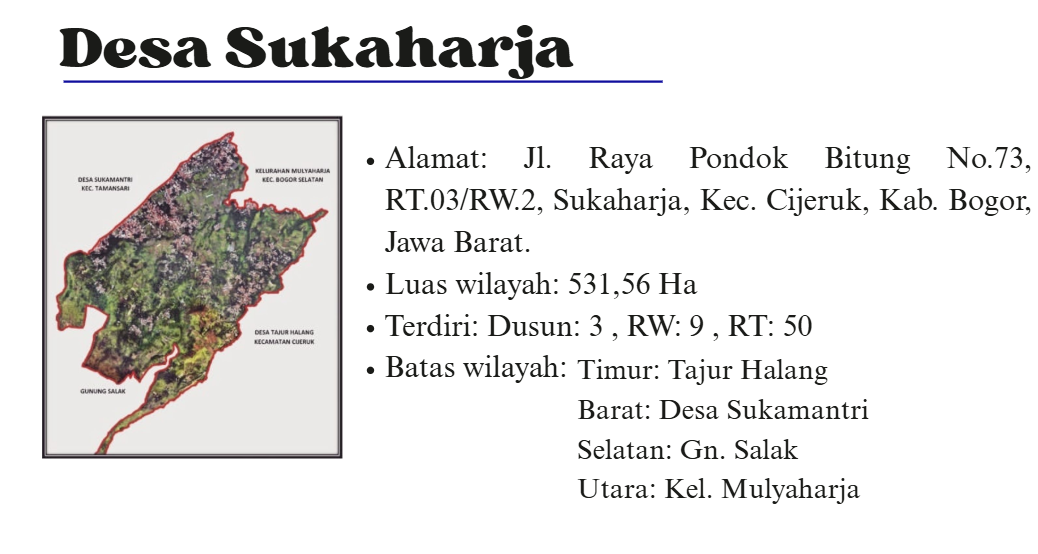 Desa Sukaharja
DESA SUKAMANTRI
KEC. TAMANSARI
KELURAHAN MULYAHARJA
KEC. BOGOR SELATAN
DESA TAJUR HALANG
KECAMATAN CIJERUK
GUNUNG SALAK
• Alamat: Jl. Raya Pondok Bitung No.73,
RT.03/RW.2, Sukaharja, Kec. Cijeruk, Kab. Bogor,
Jawa Barat.
• Luas wilayah: 531,56 Ha
• Terdiri: Dusun: 3 , RW: 9 , RT: 50
• Batas wilayah: Timur: Tajur Halang
Barat: Desa Sukamantri
Selatan: Gn. Salak
Utara: Kel. Mulyaharja